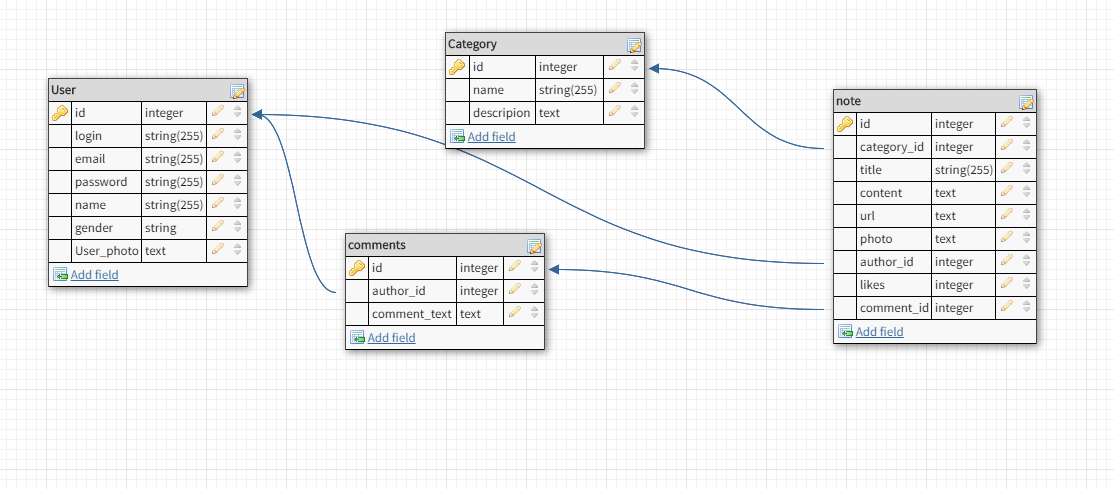 User
id integer
login string(255)
email string(255)
password string(255)
name string(255)
gender string
User_photo text
Add field
Category
id integer
name string(255)
descripion text
Add field
comments
id integer
author_id integer
comment_text text
Add field
note
id integer
category_id integer
title string(255)
content text
url text
photo text
author_id integer
likes integer
comment_id integer
Add field